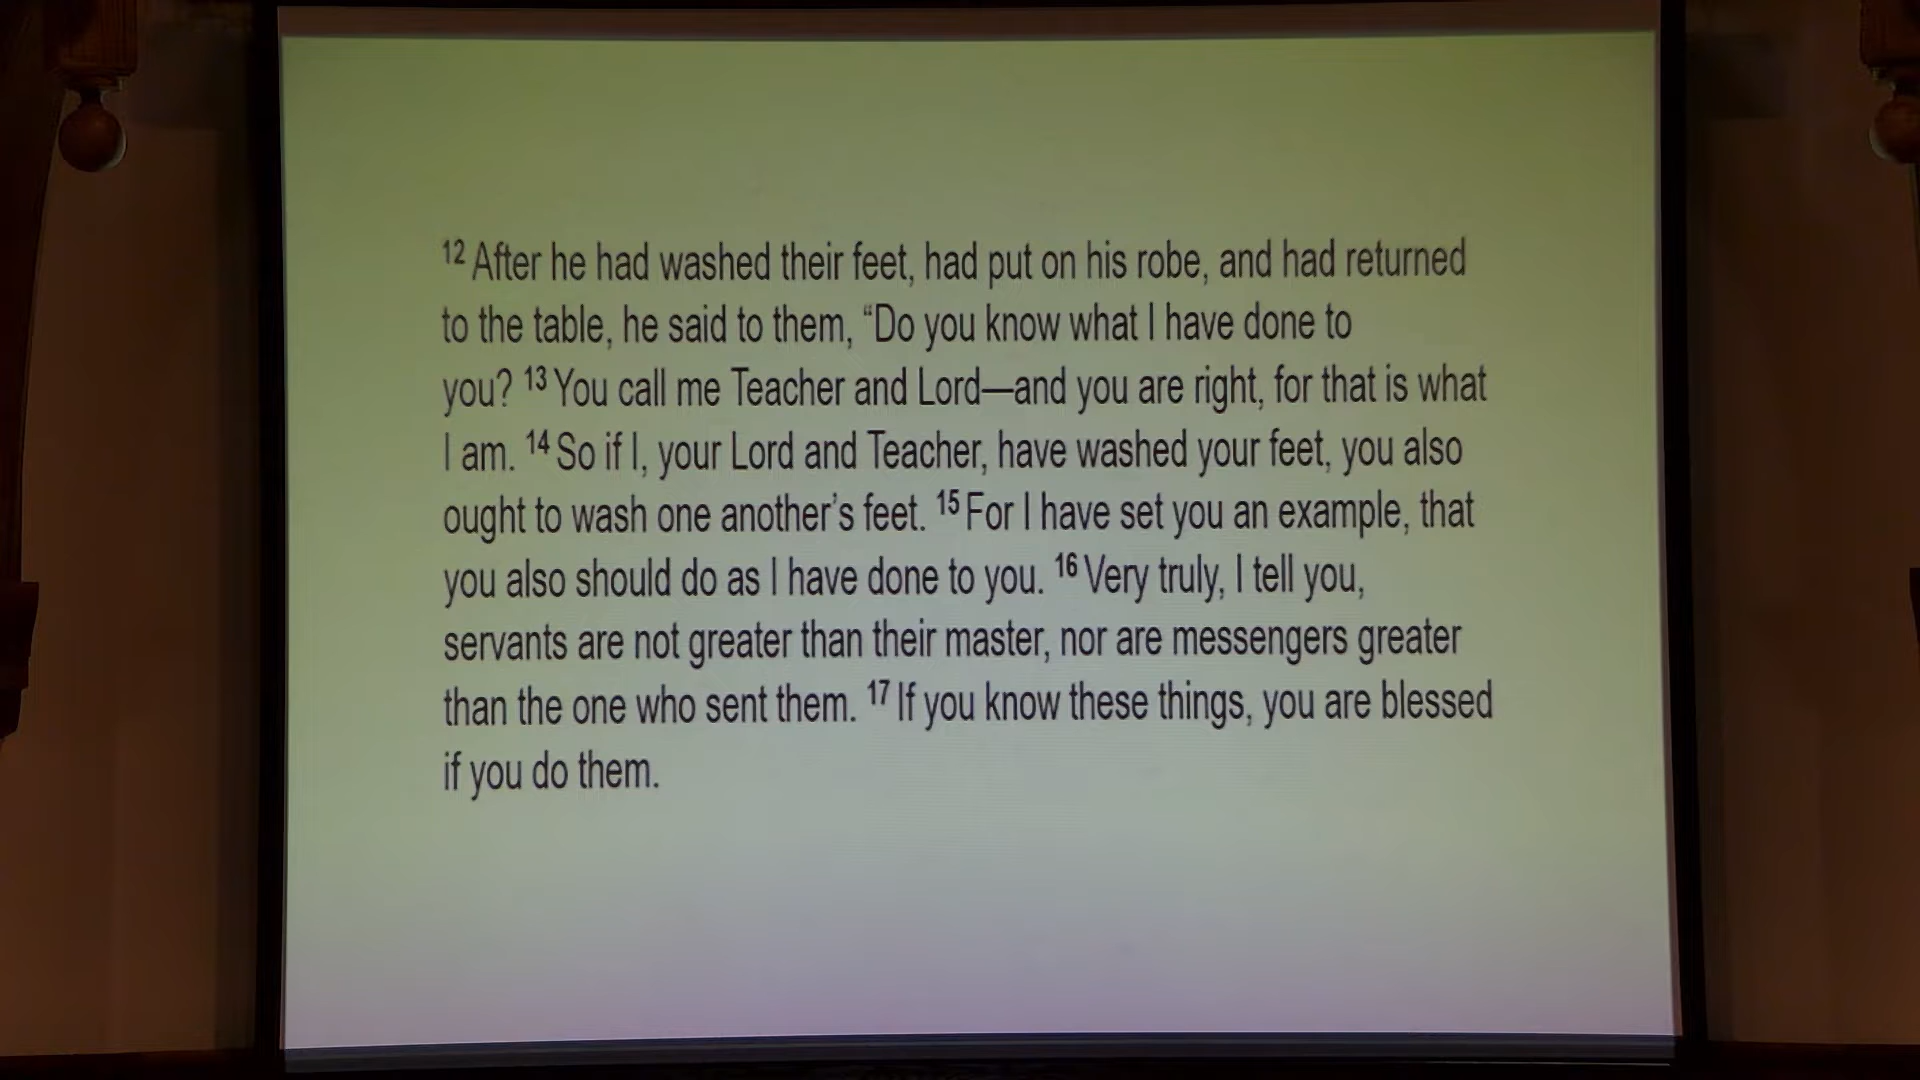 12 After he had washed their feet, had put on his robe, and had returned
to the table, he said to them, “Do you know what I have done to
you? 13 You call me Teacher and Lord—and you are right, for that is what
I am. 14 So if I, your Lord and Teacher, have washed your feet, you also
ought to wash one another’s feet. 15 For I have set you an example, that
you also should do as I have done to you. 16 Very truly, I tell you,
servants are not greater than their master, nor are messengers greater
than the one who sent them. 17 If you know these things, you are blessed
if you do them.